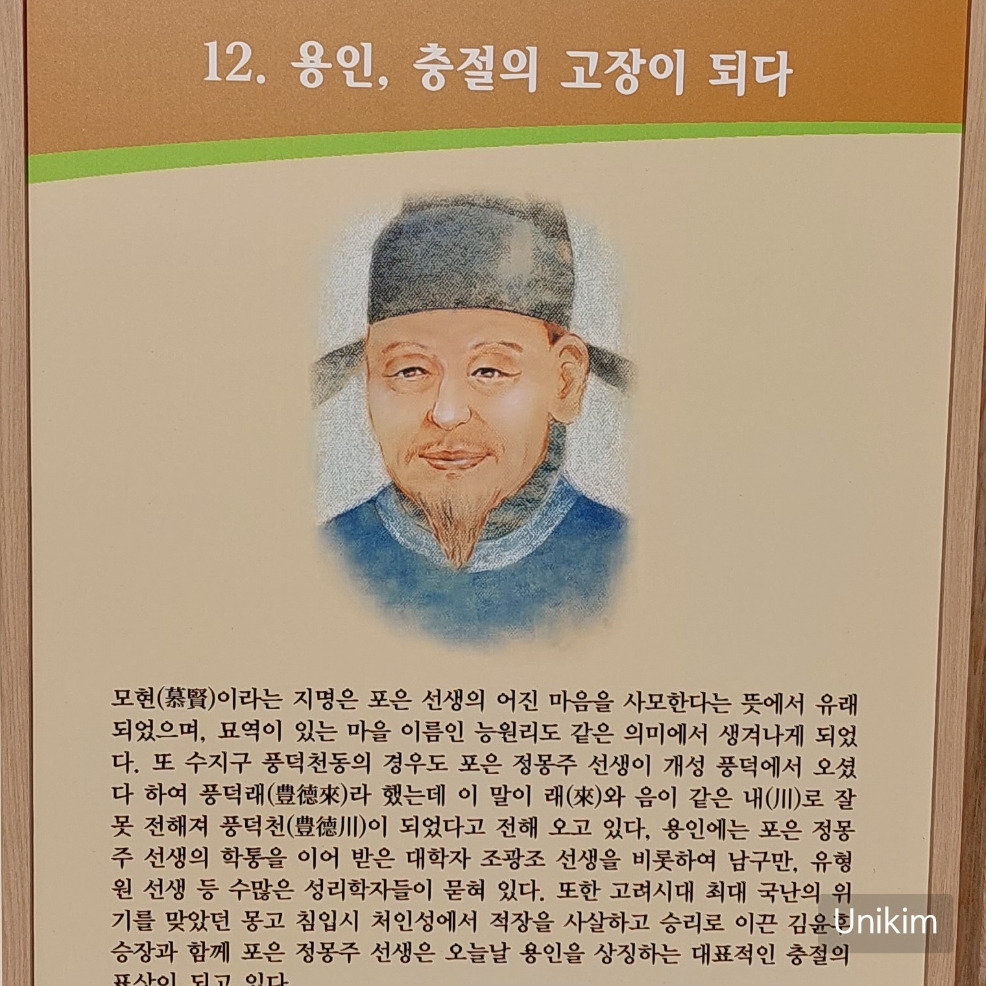 12. 용인, 충절의 고장이 되다
모현(慕賢)이라는 지명은 포은 선생의 어진 마음을 사모한다는 뜻에서 유래
되었으며, 묘역이 있는 마을 이름인 능원리도 같은 의미에서 생겨나게 되었
다. 또 수지구 풍덕천동의 경우도 포은 정몽주 선생이 개성 풍덕에서 오셨
다 하여 풍덕래(豊德來)라 했는데 이 말이 래(來)와 음이 같은 내(川)로 잘
못 전해져 풍덕천(豊德川)이 되었다고 전해 오고 있다, 용인에는 포은 정몽
주 선생의 학통을 이어 받은 대학자 조광조 선생을 비롯하여 남구만, 유형
원 선생 등 수많은 성리학자들이 묻혀 있다. 또한 고려시대 최대 국난의 위
기를 맞았던 몽고 침입시 처인성에서 적장을 사살하고 승리로 이끈
승장과 함께 포은 정몽주 선생은 오늘날 용인을 상징하는 대표적인 충절의
표상이 되고 있다.
Unikim